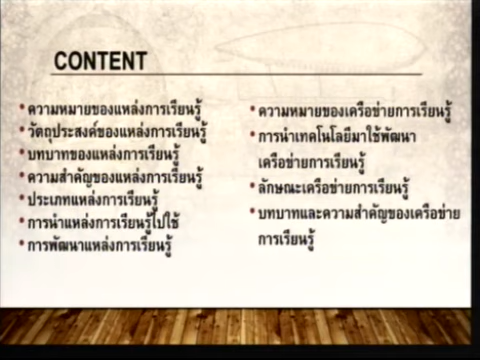 CONTENT
• ความหมายของแหล่งการเรียนรู้
• วัตถุประสงค์ของแหล่งการเรียนรู้
• บทบาทของแหล่งการเรียนรู้
• ความสำคัญของแหล่งการเรียนรู้
• ประเภทแหล่งการเรียนรู้
• การนำแหล่งการเรียนรู้ไปใช้
• การพัฒนาแหล่งการเรียนรู้
• ความหมายของเครือข่ายการเรียนรู้
• การนำเทคโนโลยีมาใช้พัฒนา
เครือข่ายการเรียนรู้
• ลักษณะเครือข่ายการเรียนรู้
• บทบาทและความสำคัญของเครือข่าย
การเรียนรู้